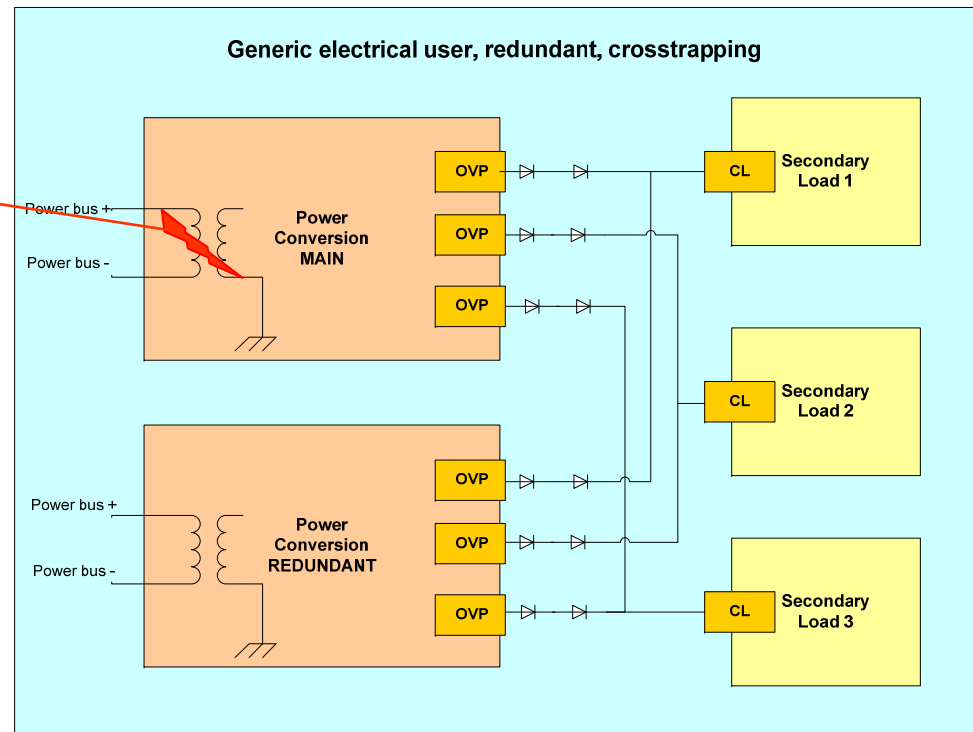 Generic electrical user, redundant, crosstrapping
OVP
CL
Secondary
Load 1
Power bus +
Power
Conversion
MAIN
OVP
Power bus -
OVP
CL
Secondary
Load 2
OVP
Power bus +
Power
Conversion
REDUNDANT
OVP
Power bus -
OVP
CL
Secondary
Load 3